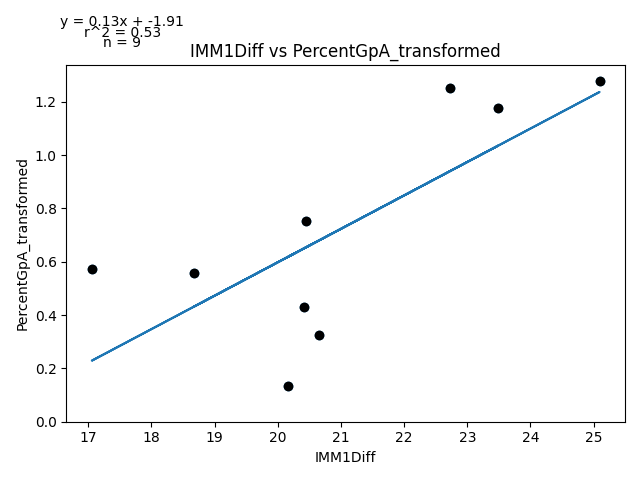 y = 0.13x + -1.91
r^2 = 0.53
n = 9
IMM1Diff vs PercentGpA_transformed
PercentGpA_transformed
1.2
1.0
0.8
0.6
0.4
0.2
0.0
17 18 19 20 21 22 23 24 25
IMM1Diff